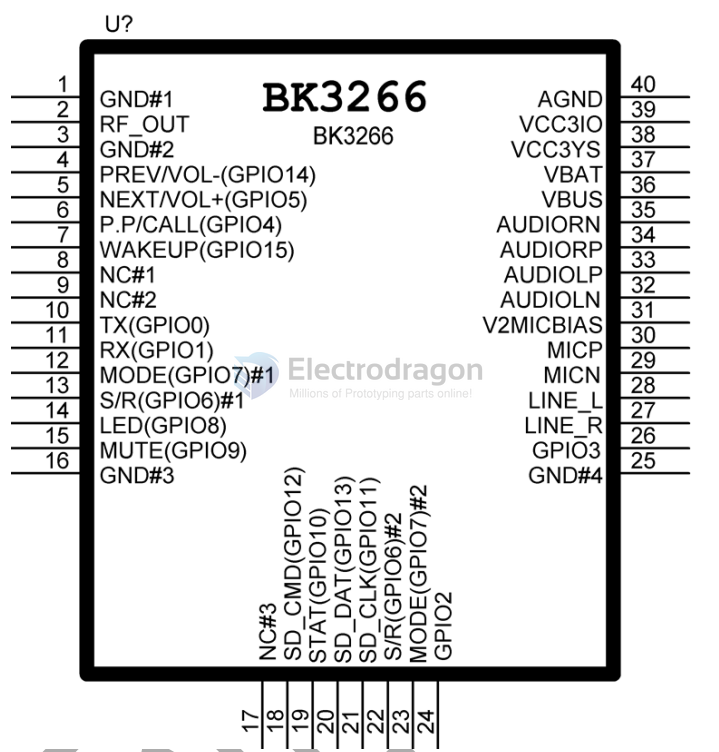 U?
BK3266
BK3266
1 GND#1
2 RF_OUT
3 GND#2
4 PREV/VOL-(GPIO14)
5 NEXT/VOL+(GPIO5)
6 P.P/CALL(GPIO4)
7 WAKEUP(GPIO15)
8 NC#1
9 NC#2
10 TX(GPIO0)
11 RX(GPIO1)
12 MODE(GPIO7)#1
13 S/R(GPIO6)#1
14 LED(GPIO8)
15 MUTE(GPIO9)
16 GND#3
AGND 40
VCC3IO 39
VCC3YS 38
VBAT 37
VBUS 36
AUDIORN 35
AUDIORP 34
AUDIOLP 33
AUDIOLN 32
V2MICBIAS 31
MICP 30
MICN 29
LINE_L 28
LINE_R 27
GPIO3 26
GND#4 25
Electrodragon
Millions of Prototyping parts online!
17 NC#3
18 SD_CMD(GPIO12)
19 STAT(GPIO10)
20 SD_DAT(GPIO13)
21 SD_CLK(GPIO11)
22 S/R(GPIO6)#2
23 MODE(GPIO7)#2
24 GPIO2